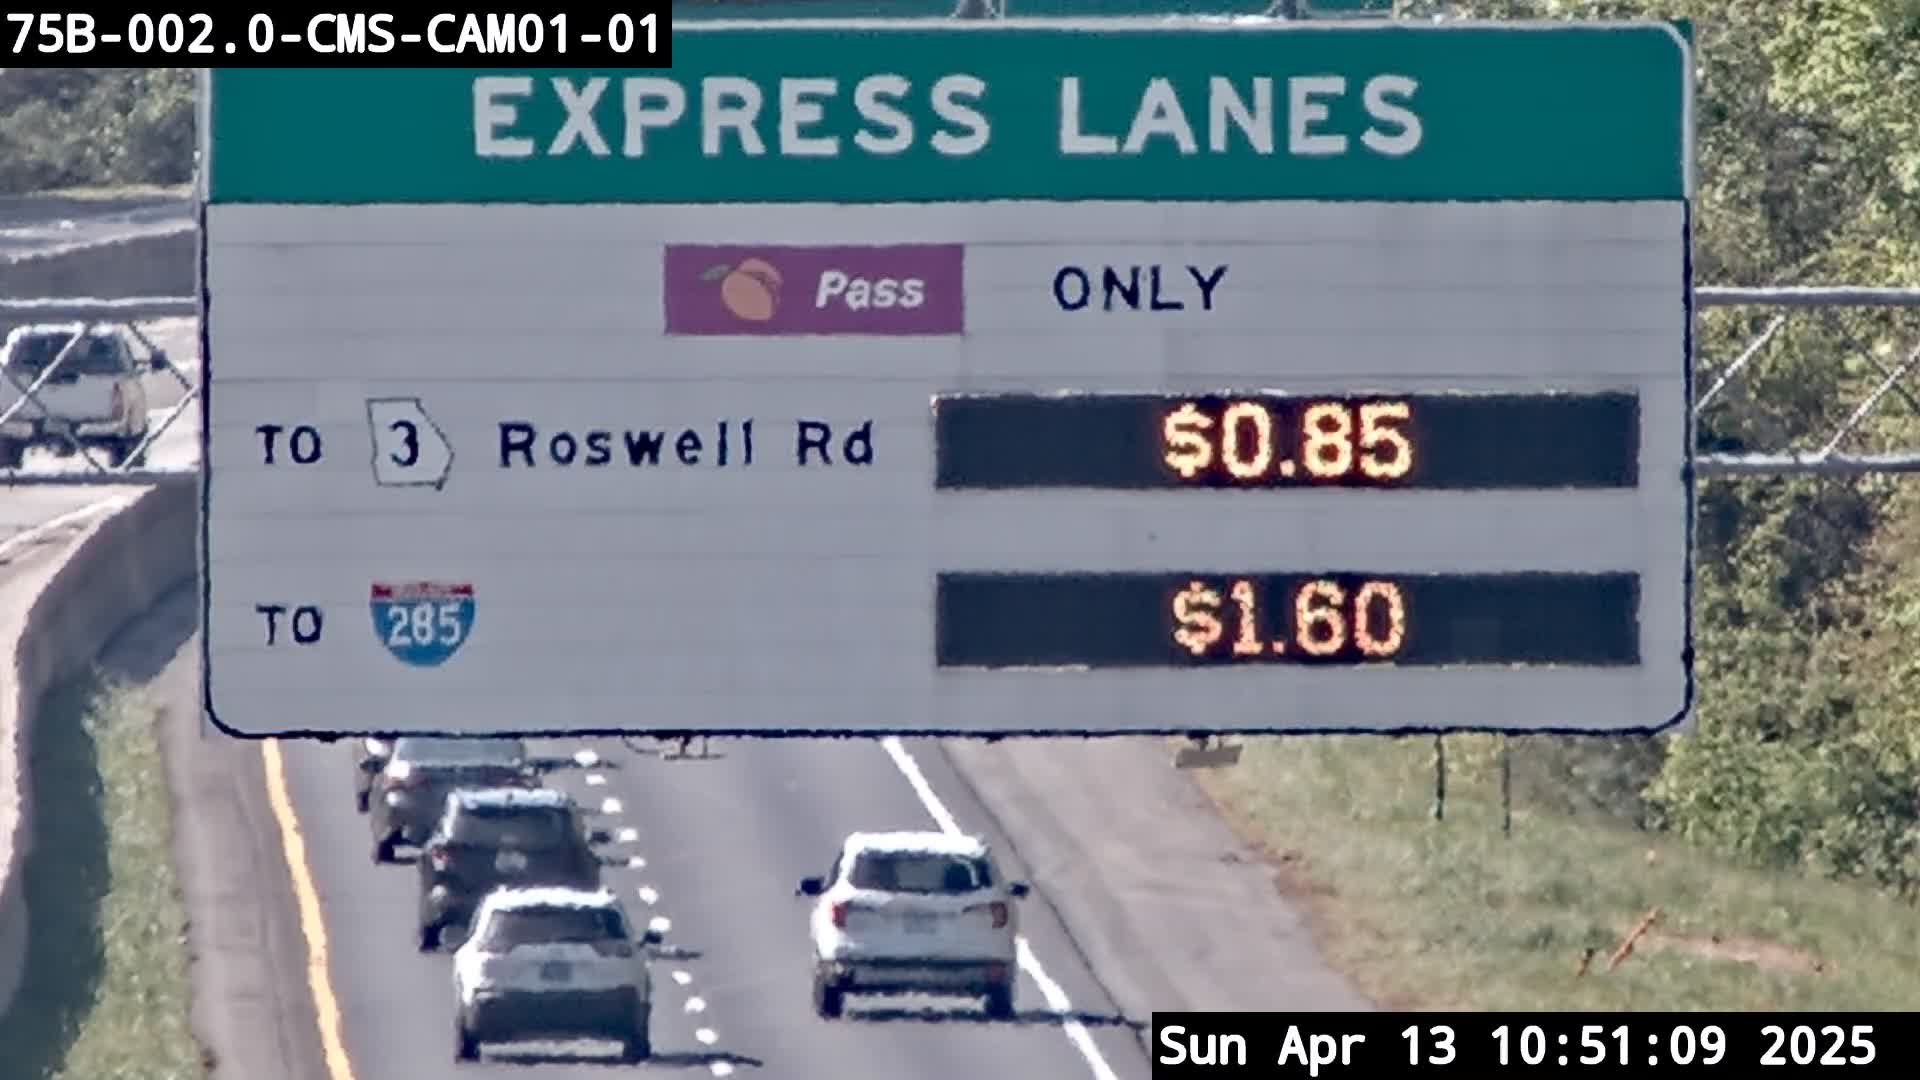 75B-002.0-CMS-CAM01-01
EXPRESS LANES
Pass ONLY
TO 3 Roswell Rd $0.85
TO 285 $1.60
Sun Apr 13 10:51:09 2025